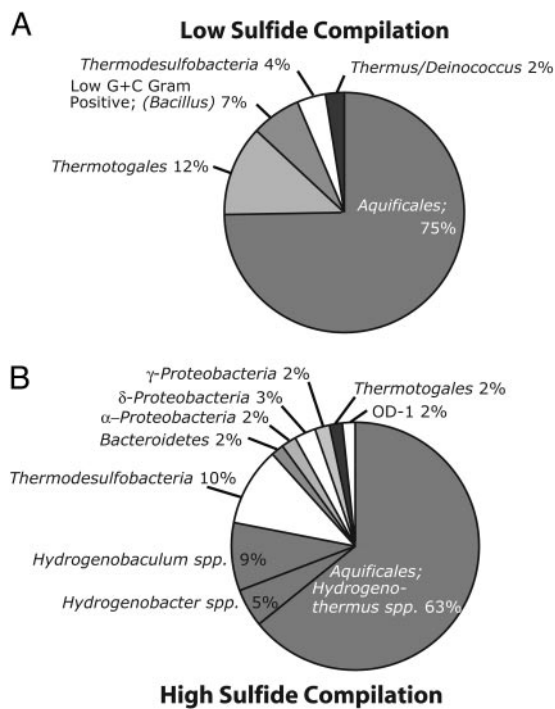 A
Low Sulfide Compilation
Thermodesulfobacteria 4%
Thermus/Deinococcus 2%
Low G+C Gram
Positive; (Bacillus) 7%
Thermotogales 12%
Aquificales;
75%
B
γ-Proteobacteria 2%
δ-Proteobacteria 3%
Thermotogales 2%
α–Proteobacteria 2%
OD-1 2%
Bacteroidetes 2%
Thermodesulfobacteria 10%
Hydrogenobaculum spp. 9%
Aquificales;
Hydrogeno-
thermus spp. 63%
Hydrogenobacter spp. 5%
High Sulfide Compilation